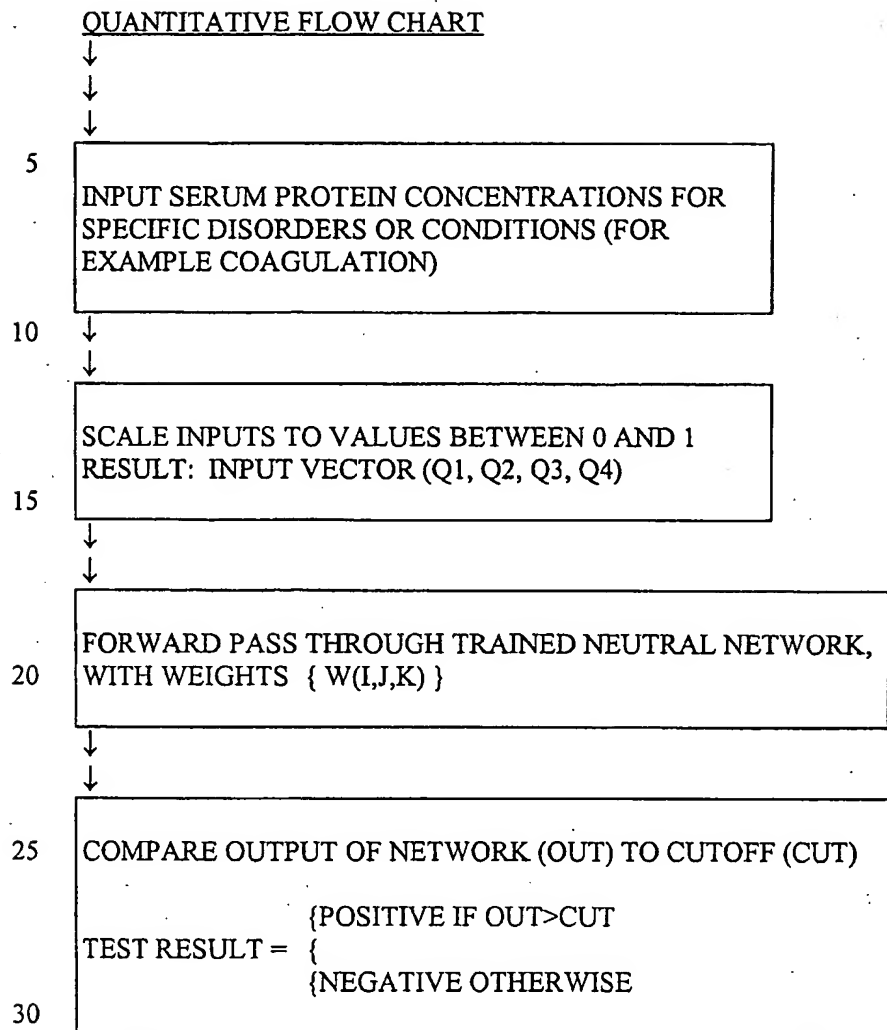 QUANTITATIVE FLOW CHART
↓
↓
↓
5
INPUT SERUM PROTEIN CONCENTRATIONS FOR
SPECIFIC DISORDERS OR CONDITIONS (FOR
EXAMPLE COAGULATION)
10 ↓
↓
SCALE INPUTS TO VALUES BETWEEN 0 AND 1
RESULT: INPUT VECTOR (Q1, Q2, Q3, Q4)
15
↓
↓
FORWARD PASS THROUGH TRAINED NEUTRAL NETWORK,
20 WITH WEIGHTS { W(I,J,K) }
↓
↓
25 COMPARE OUTPUT OF NETWORK (OUT) TO CUTOFF (CUT)
{POSITIVE IF OUT>CUT
TEST RESULT = {
{NEGATIVE OTHERWISE
30